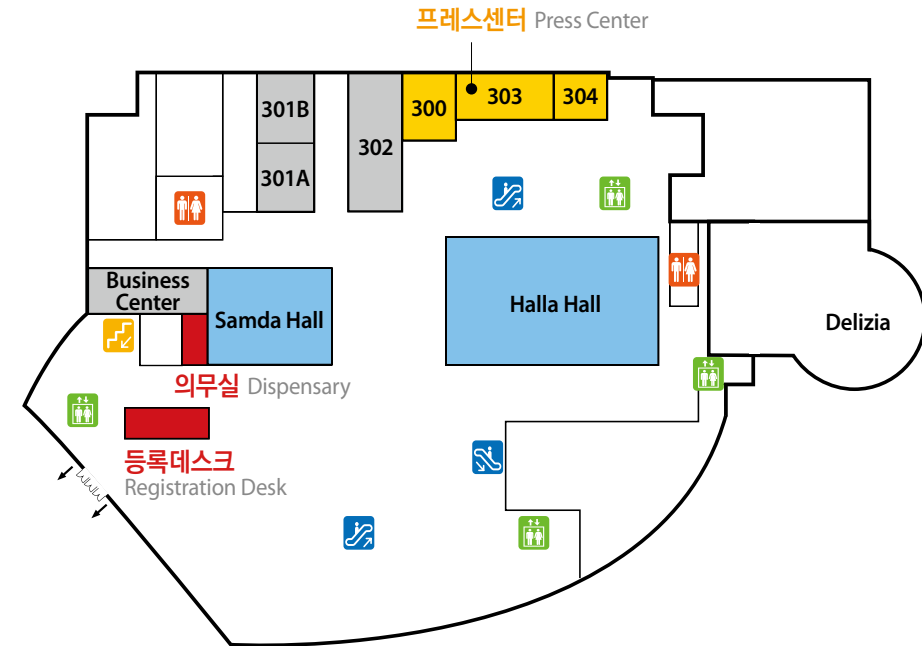 프레스센터 Press Center
301B
301A
302
300
303
304
Business
Center
Samda Hall
Halla Hall
Delizia
의무실 Dispensary
등록데스크
Registration Desk